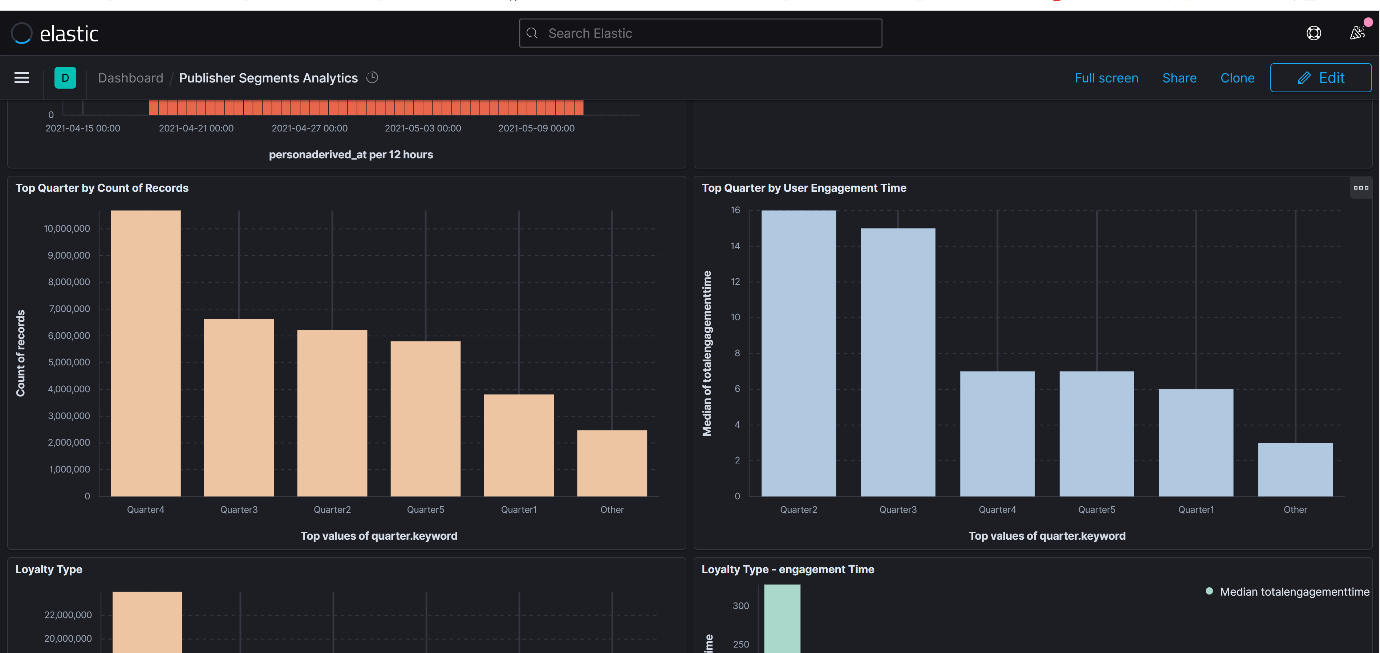 elastic
Search Elastic
D
Dashboard / Publisher Segments Analytics
Full screen
Share
Clone
Edit
0
2021-04-15 00:00 2021-04-21 00:00 2021-04-27 00:00 2021-05-03 00:00 2021-05-09 00:00
personaderived_at per 12 hours
Top Quarter by Count of Records
10,000,000
9,000,000
8,000,000
7,000,000
6,000,000
5,000,000
4,000,000
3,000,000
2,000,000
1,000,000
0
Count of records
Quarter4 Quarter3 Quarter2 Quarter5 Quarter1 Other
Top values of quarter.keyword
Top Quarter by User Engagement Time
16
14
12
10
8
6
4
2
0
Median of totalengagementtime
Quarter2 Quarter3 Quarter4 Quarter5 Quarter1 Other
Top values of quarter.keyword
Loyalty Type
22,000,000
20,000,000
Loyalty Type - engagement Time
Median totalengagementtime
300
250